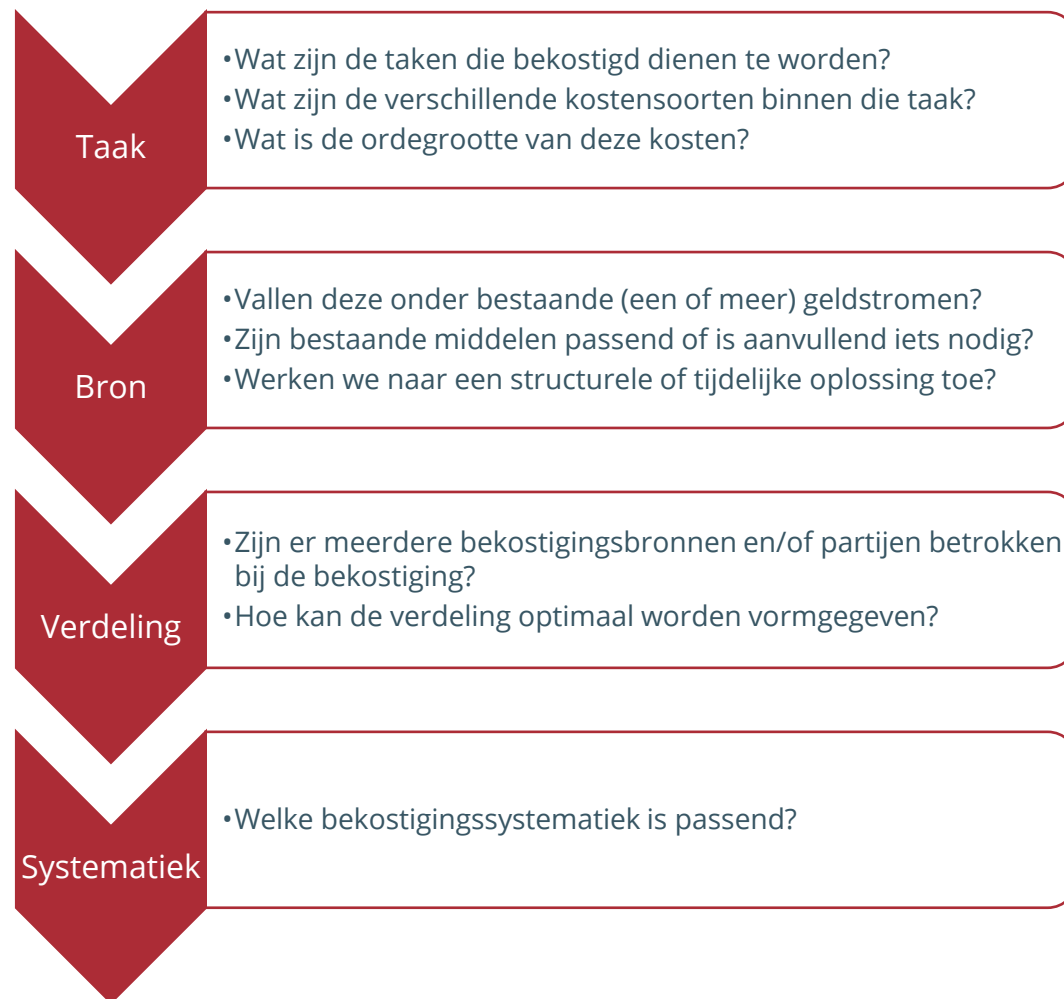 Taak
•Wat zijn de taken die bekostigd dienen te worden?
•Wat zijn de verschillende kostensoorten binnen die taak?
•Wat is de ordegrootte van deze kosten?
Bron
•Vallen deze onder bestaande (een of meer) geldstromen?
•Zijn bestaande middelen passend of is aanvullend iets nodig?
•Werken we naar een structurele of tijdelijke oplossing toe?
Verdeling
•Zijn er meerdere bekostigingsbronnen en/of partijen betrokken
bij de bekostiging?
•Hoe kan de verdeling optimaal worden vormgegeven?
Systematiek
•Welke bekostigingssystematiek is passend?